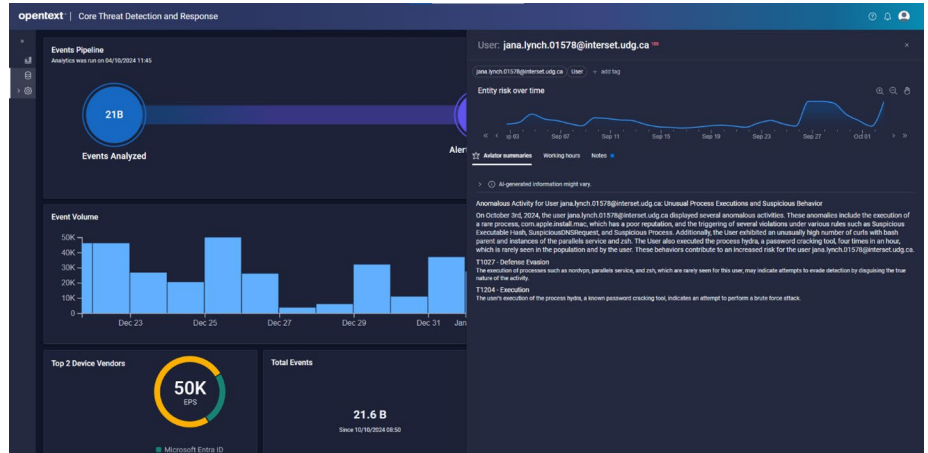 opentext | Core Threat Detection and Response
Events Pipeline
Analytics was run on 04/10/2024 11:45
21B
Events Analyzed
Aler
Event Volume
50K
40K
30K
20K
10K
0
Dec 23 Dec 25 Dec 27 Dec 29 Dec 31 Jan
Top 2 Device Vendors
50K
EPS
Microsoft Entra ID
Total Events
21.6 B
Since 10/10/2024 08:50
User: jana.lynch.01578@interset.udg.ca
jana.lynch.01578@interset.udg.ca User + add tag
Entity risk over time
p 03 Sep 07 Sep 11 Sep 15 Sep 19 Sep 23 Sep 27 Oct 01
Aviator summaries Working hours Notes
AI-generated information might vary.
Anomalous Activity for User jana.lynch.01578@interset.udg.ca: Unusual Process Executions and Suspicious Behavior
On October 3rd, 2024, the user jana.lynch.01578@interset.udg.ca displayed several anomalous activities. These anomalies include the execution of
a rare process, com.apple.install.mac, which has a poor reputation, and the triggering of several violations under various rules such as Suspicious
Executable Hash, SuspiciousDNSRequest, and Suspicious Process. Additionally, the User exhibited an unusually high number of curls with bash
parent and instances of the parallels service and zsh. The User also executed the process hydra, a password cracking tool, four times in an hour,
which is rarely seen in the population and by the user. These behaviors contribute to an increased risk for the user jana.lynch.01578@interset.udg.ca.
T1027 - Defense Evasion
The execution of processes such as nordvpn, parallels service, and zsh, which are rarely seen for this user, may indicate attempts to evade detection by disguising the true
nature of the activity.
T1204 - Execution
The user's execution of the process hydra, a known password cracking tool, indicates an attempt to perform a brute force attack.